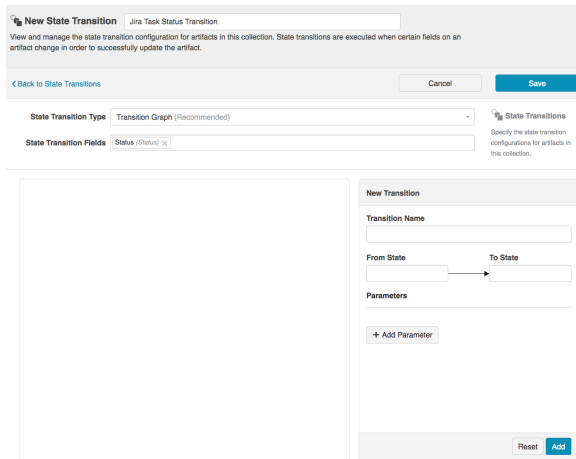 New State Transition Jira Task Status Transition
View and manage the state transition configuration for artifacts in this collection. State transitions are executed when certain fields on an
artifact change in order to successfully update the artifact.
Back to State Transitions Cancel Save
State Transition Type Transition Graph (Recommended)
State Transitions
Specify the state transition
configurations for artifacts in
this collection.
State Transition Fields Status (Status) x
New Transition
Transition Name
From State To State
Parameters
+ Add Parameter
Reset Add